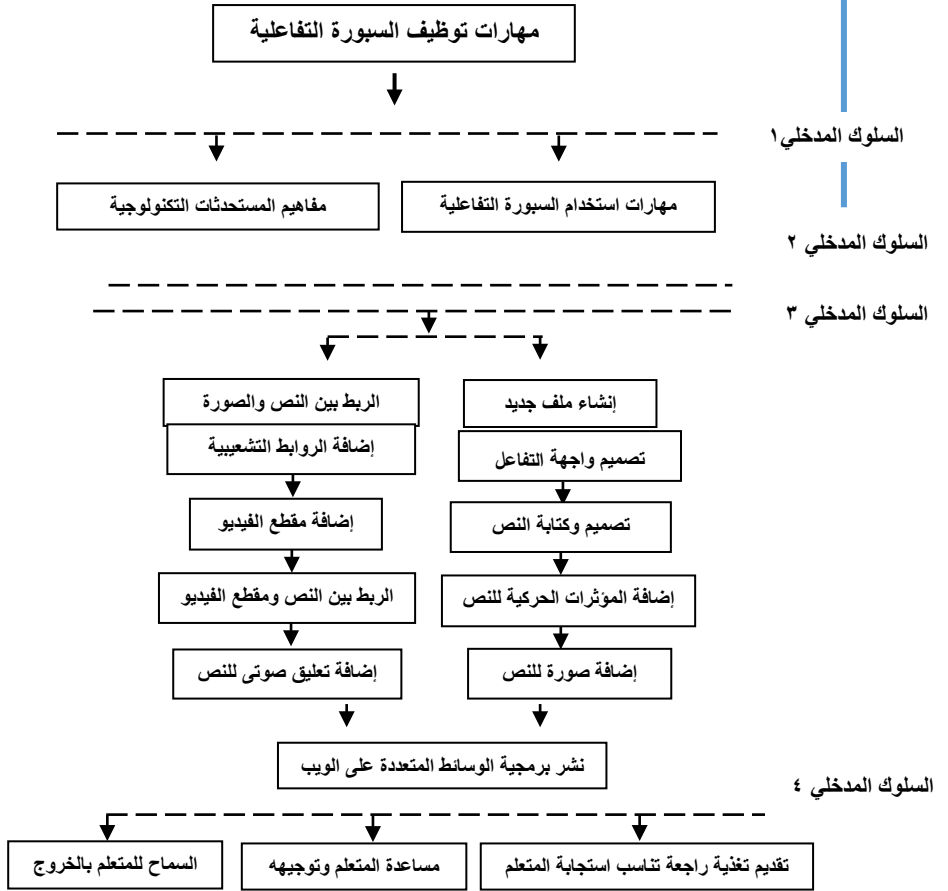 مهارات توظيف السبورة التفاعلية
السلوك المدخلي١
مهارات استخدام السبورة التفاعلية
مفاهيم المستحدثات التكنولوجية
السلوك المدخلي ٢
السلوك المدخلي ٣
إنشاء ملف جديد
تصميم واجهة التفاعل
تصميم وكتابة النص
إضافة المؤثرات الحركية للنص
إضافة صورة للنص
الربط بين النص والصورة
إضافة الروابط التشعيبية
إضافة مقطع الفيديو
الربط بين النص ومقطع الفيديو
إضافة تعليق صوتى للنص
نشر برمجية الوسائط المتعددة على الويب
السلوك المدخلي ٤
تقديم تغذية راجعة تناسب استجابة المتعلم
مساعدة المتعلم وتوجيهه
السماح للمتعلم بالخروج